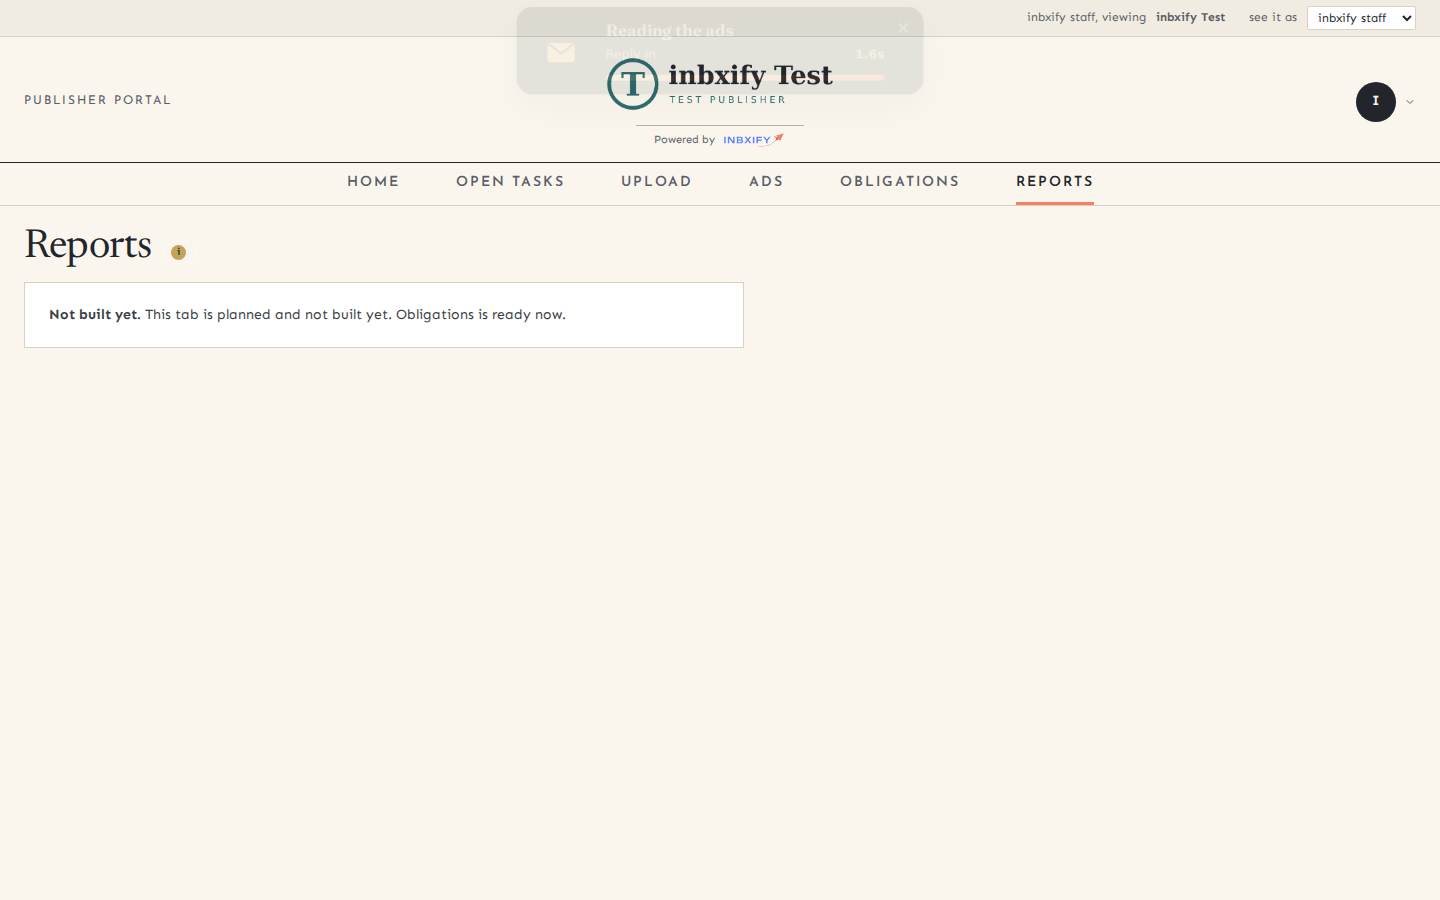 inbxify staff, viewing inbxify Test see it as inbxify staff
Reading the ads
Reply in 1.6s
PUBLISHER PORTAL
T inbxify Test
TEST PUBLISHER
I
Powered by INBXIFY
HOME OPEN TASKS UPLOAD ADS OBLIGATIONS REPORTS
Reports i
Not built yet. This tab is planned and not built yet. Obligations is ready now.